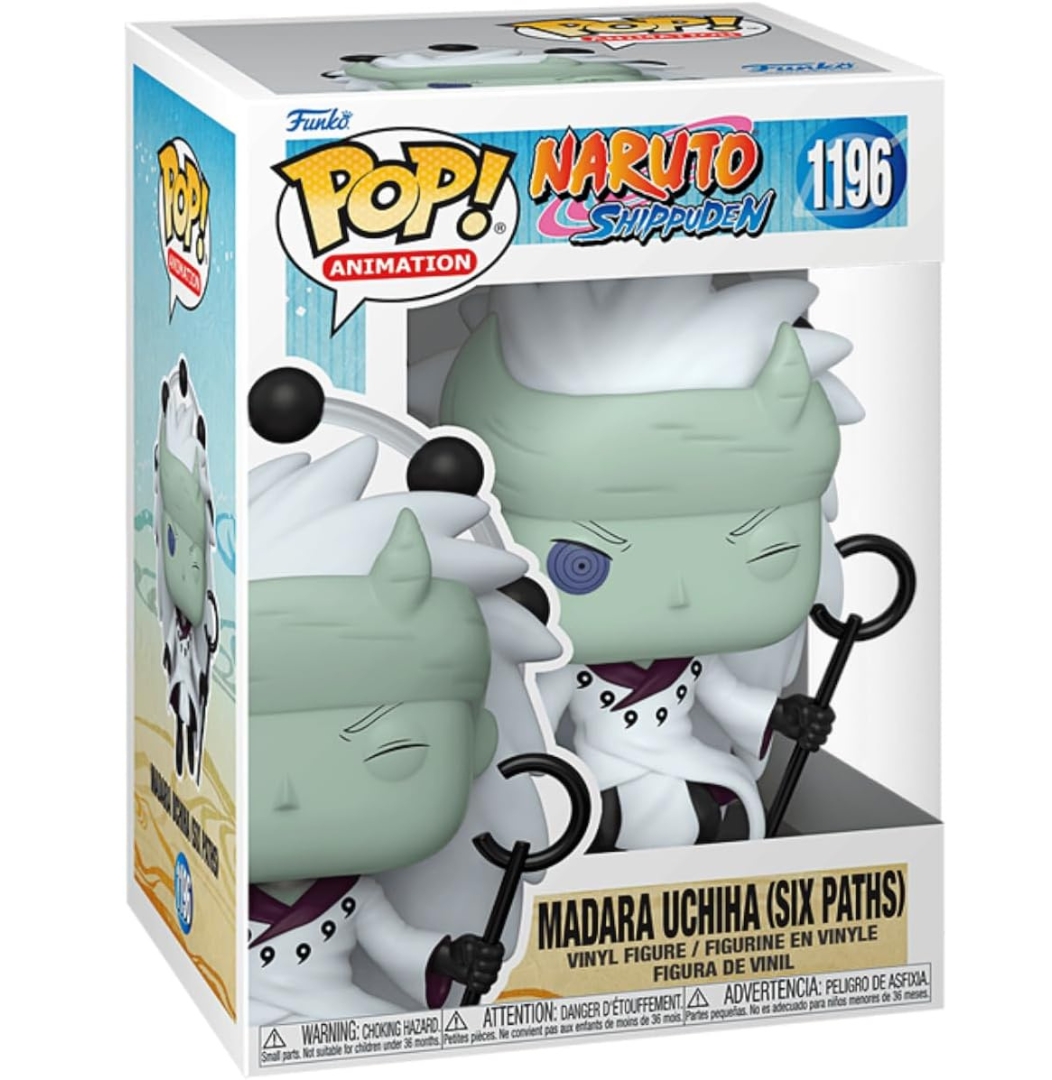 POP!
ANIMATION
Funko
Funko
POP!®
ANIMATION
NARUTO
SHIPPUDEN
1196
POP!
ANIMATION
MADARA UCHIHA (SIX PATHS)
1196
MADARA UCHIHA (SIX PATHS)
VINYL FIGURE / FIGURINE EN VINYLE
FIGURA DE VINIL
WARNING: CHOKING HAZARD.
Small parts. Not suitable for children under 36 months.
ATTENTION: DANGER D'ÉTOUFFEMENT.
Petites pièces. Ne convient pas aux enfants de moins de 36 mois.
ADVERTENCIA: PELIGRO DE ASFIXIA.
Partes pequeñas. No es adecuado para niños menores de 36 meses.